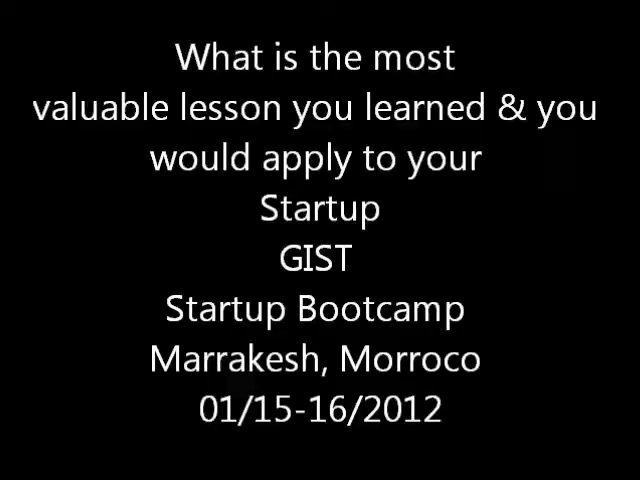 What is the most
valuable lesson you learned & you
would apply to your
Startup
GIST
Startup Bootcamp
Marrakesh, Morroco
01/15-16/2012